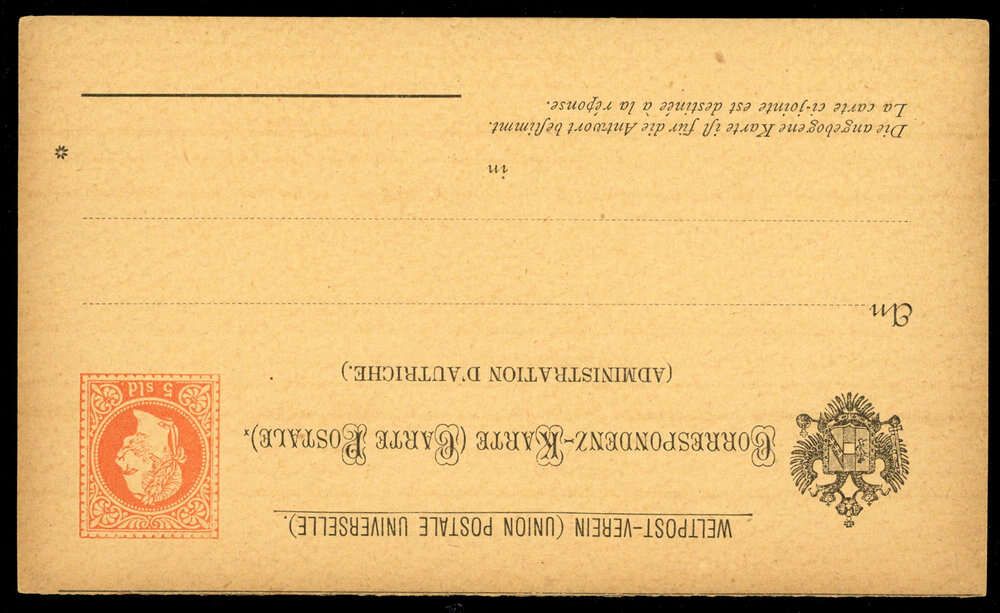 WELTPOST-VEREIN (UNION POSTALE UNIVERSELLE).
CORRESPONDENZ-KARTE (CARTE POSTALE)x
(ADMINISTRATION D'AUTRICHE.)
5 sld
An
in
*
Die angebogene Karte iſt für die Antwort beſtimmt.
La carte ci-jointe est destinée à la réponse.